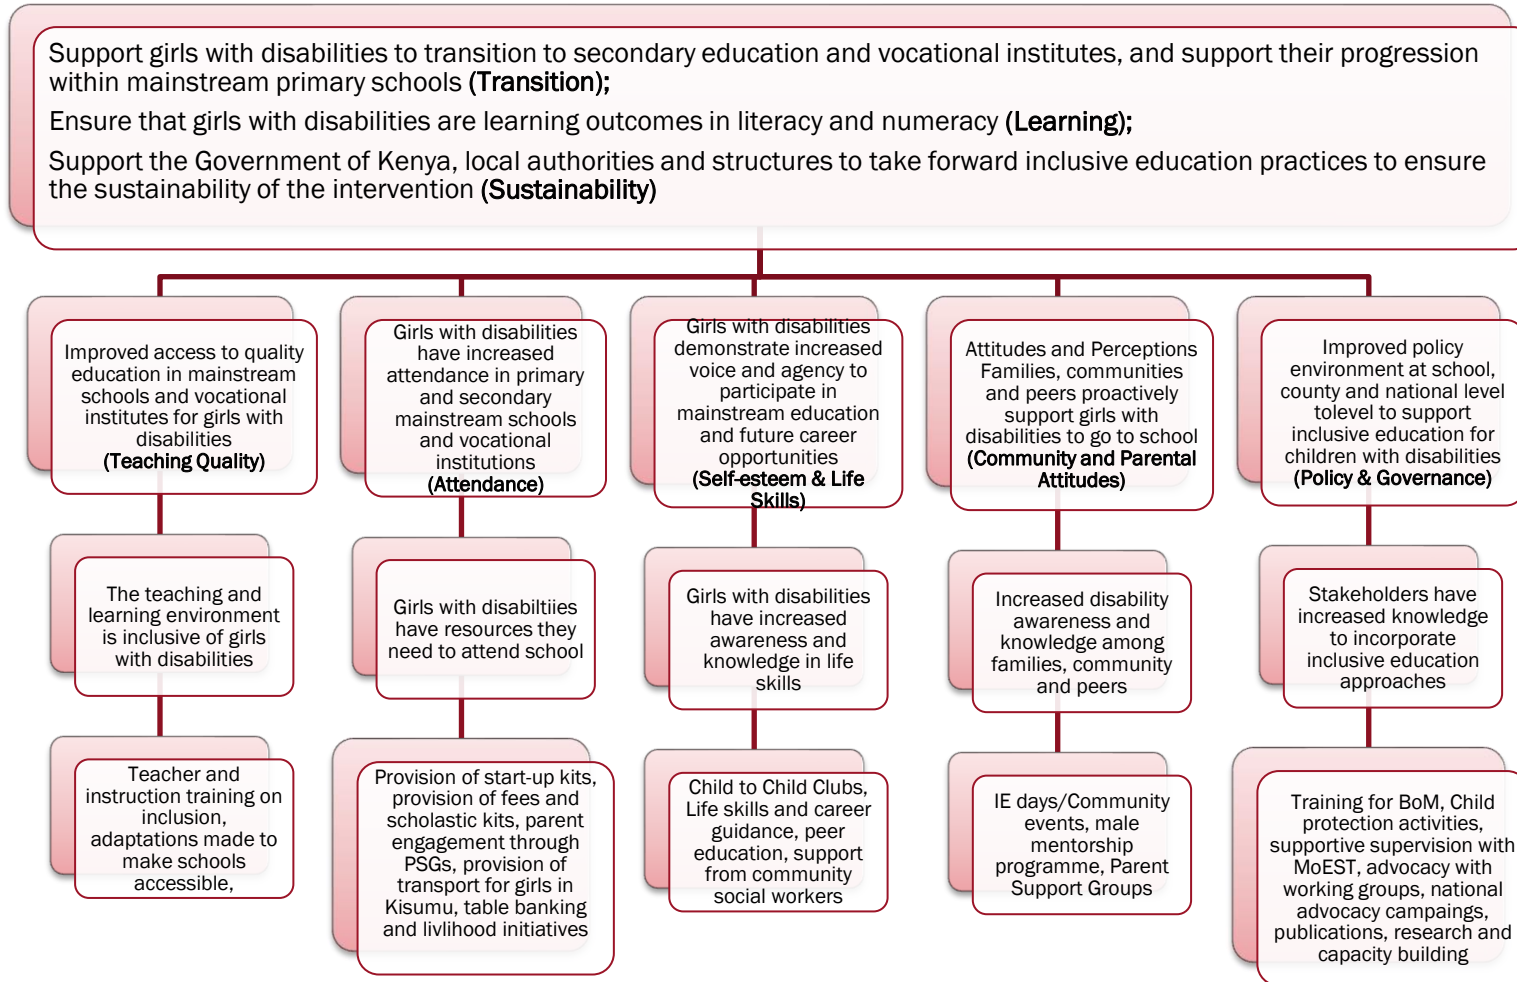 Support girls with disabilities to transition to secondary education and vocational institutes, and support their progression
within mainstream primary schools (Transition);
Ensure that girls with disabilities are learning outcomes in literacy and numeracy (Learning);
Support the Government of Kenya, local authorities and structures to take forward inclusive education practices to ensure
the sustainability of the intervention (Sustainability)
Improved access to quality
education in mainstream
schools and vocational
institutes for girls with
disabilities
(Teaching Quality)
Girls with disabilities
have increased
attendance in primary
and secondary
mainstream schools
and vocational
institutions
(Attendance)
Girls with disabilities
demonstrate increased
voice and agency to
participate in
mainstream education
and future career
opportunities
(Self-esteem & Life
Skills)
Attitudes and Perceptions
Families, communities
and peers proactively
support girls with
disabilities to go to school
(Community and Parental
Attitudes)
Improved policy
environment at school,
county and national level
tolevel to support
inclusive education for
children with disabilities
(Policy & Governance)
The teaching and
learning environment
is inclusive of girls
with disabilities
Girls with disabiltiies
have resources they
need to attend school
Girls with disabilities
have increased
awareness and
knowledge in life
skills
Increased disability
awareness and
knowledge among
families, community
and peers
Stakeholders have
increased knowledge
to incorporate
inclusive education
approaches
Teacher and
instruction training on
inclusion,
adaptations made to
make schools
accessible,
Provision of start-up kits,
provision of fees and
scholastic kits, parent
engagement through
PSGs, provision of
transport for girls in
Kisumu, table banking
and livlihood initiatives
Child to Child Clubs,
Life skills and career
guidance, peer
education, support
from community
social workers
IE days/Community
events, male
mentorship
programme, Parent
Support Groups
Training for BoM, Child
protection activities,
supportive supervision with
MoEST, advocacy with
working groups, national
advocacy campaings,
publications, research and
capacity building